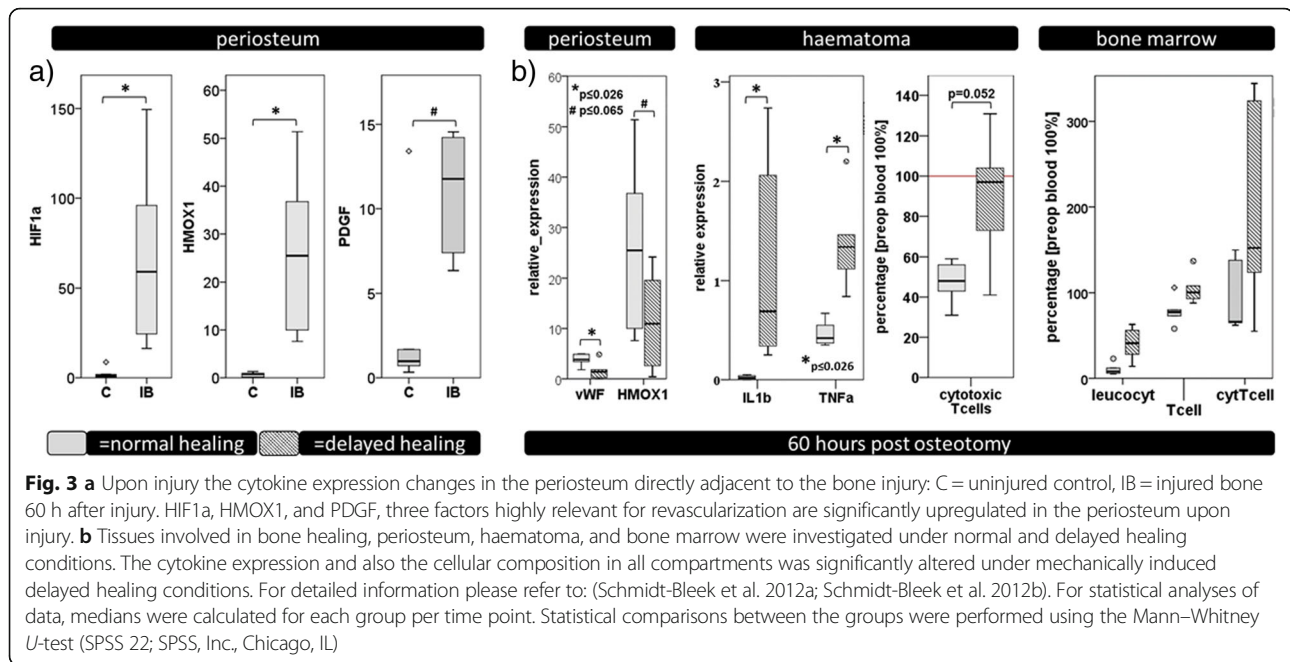 periosteum
periosteum
haematoma
bone marrow
a)
HIF1a
150
100
50
0
C
IB
*
HMOX1
60
50
40
30
20
10
0
C
IB
*
PDGF
15
10
5
0
C
IB
#
b)
relative_expression
60
50
40
30
20
10
0
*p≤0.026
# p≤0.065
#
*
vWF
HMOX1
relative expression
3
2
1
0
*
*
*p≤0.026
IL1b
TNFa
percentage [preop blood 100%]
140
120
100
80
60
40
20
0
p=0.052
cytotoxic
Tcells
percentage [preop blood 100%]
300
200
100
0
leucocyt
Tcell
cytTcell
=normal healing
=delayed healing
60 hours post osteotomy
Fig. 3 a Upon injury the cytokine expression changes in the periosteum directly adjacent to the bone injury: C = uninjured control, IB = injured bone
60 h after injury. HIF1a, HMOX1, and PDGF, three factors highly relevant for revascularization are significantly upregulated in the periosteum upon
injury. b Tissues involved in bone healing, periosteum, haematoma, and bone marrow were investigated under normal and delayed healing
conditions. The cytokine expression and also the cellular composition in all compartments was significantly altered under mechanically induced
delayed healing conditions. For detailed information please refer to: (Schmidt-Bleek et al. 2012a; Schmidt-Bleek et al. 2012b). For statistical analyses of
data, medians were calculated for each group per time point. Statistical comparisons between the groups were performed using the Mann–Whitney
U-test (SPSS 22; SPSS, Inc., Chicago, IL)